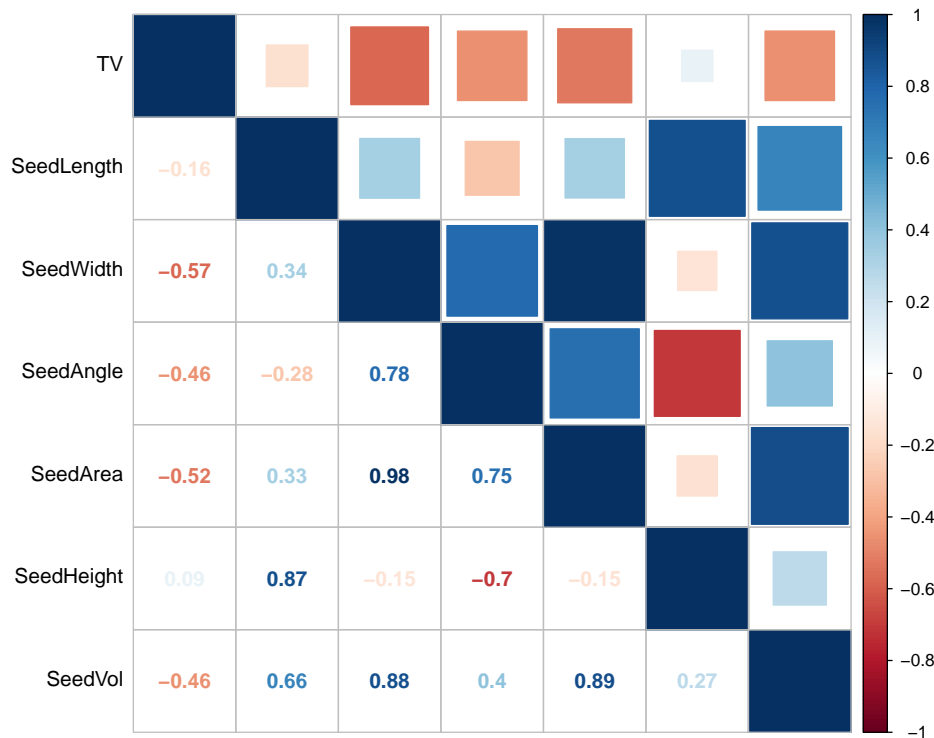 TV
SeedLength −0.16
SeedWidth −0.57 0.34
SeedAngle −0.46 −0.28 0.78
SeedArea −0.52 0.33 0.98 0.75
SeedHeight 0.09 0.87 −0.15 −0.7 −0.15
SeedVol −0.46 0.66 0.88 0.4 0.89 0.27
1
0.8
0.6
0.4
0.2
0
−0.2
−0.4
−0.6
−0.8
−1